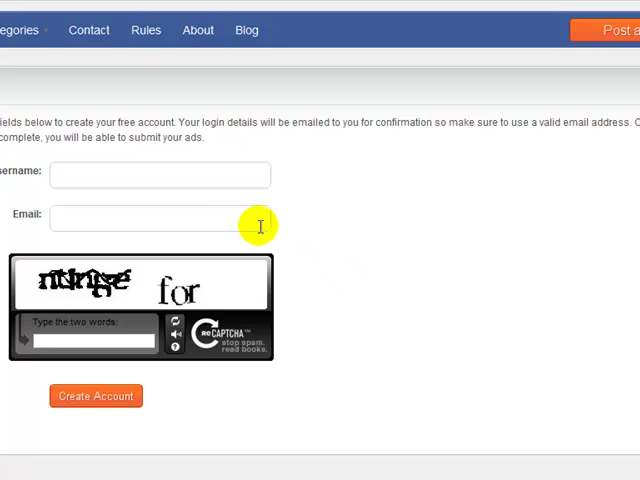 egories Contact Rules About Blog Post a
ields below to create your free account. Your login details will be emailed to you for confirmation so make sure to use a valid email address. O
complete, you will be able to submit your ads.
sername:
Email:
for
Type the two words:
reCAPTCHA™
stop spam.
read books.
Create Account